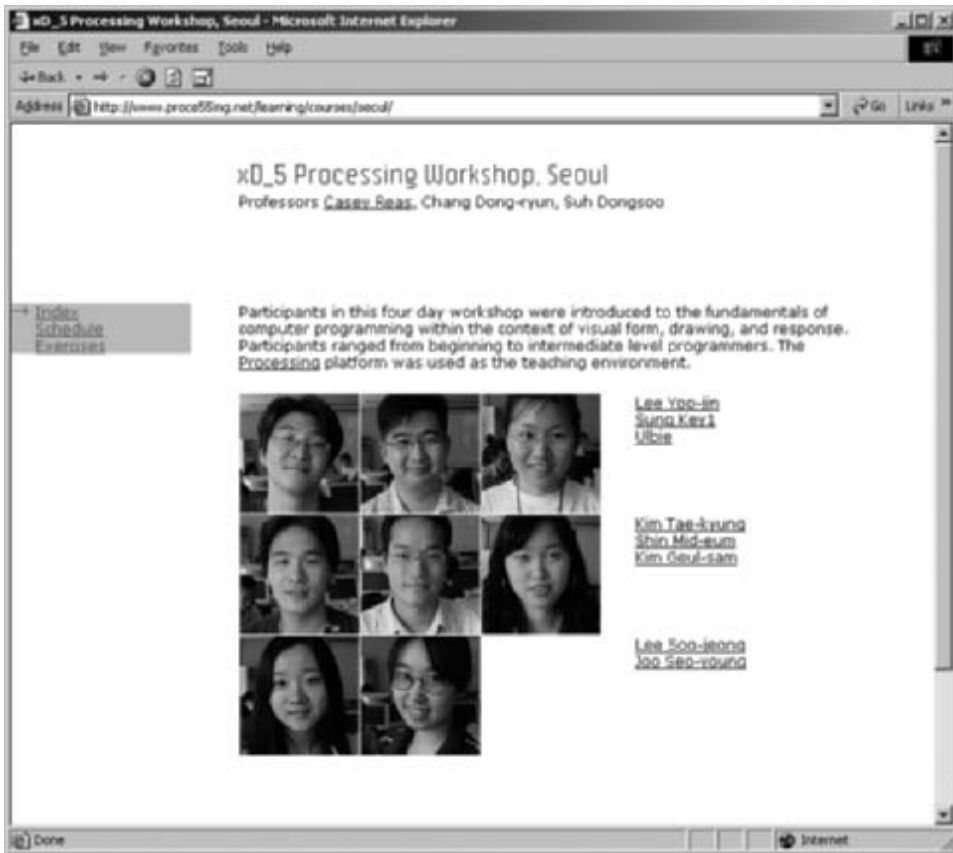 xD_5 Processing Workshop, Seoul - Microsoft Internet Explorer
File Edit View Favorites Tools Help
Back
Address http://www.proce55ing.net/learning/courses/seoul/ Go Links »
xD_5 Processing Workshop, Seoul
Professors Casey Reas, Chang Dong-ryun, Suh Dongsoo
→ Index
Schedule
Exercises
Participants in this four day workshop were introduced to the fundamentals of
computer programming within the context of visual form, drawing, and response.
Participants ranged from beginning to intermediate level programmers. The
Processing platform was used as the teaching environment.
Lee Yoo-jin
Sung Key1
Ulbie
Kim Tae-kyung
Shin Mid-eum
Kim Geul-sam
Lee Soo-jeong
Joo Seo-young
Done Internet